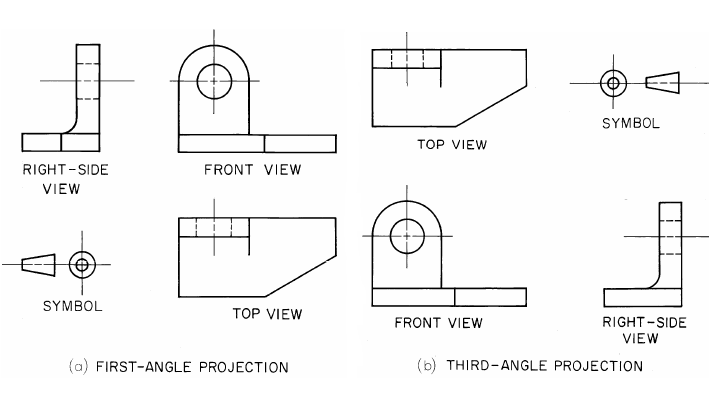 RIGHT-SIDE
VIEW
FRONT VIEW
SYMBOL
TOP VIEW
(a) FIRST-ANGLE PROJECTION
TOP VIEW
SYMBOL
FRONT VIEW
RIGHT-SIDE
VIEW
(b) THIRD-ANGLE PROJECTION